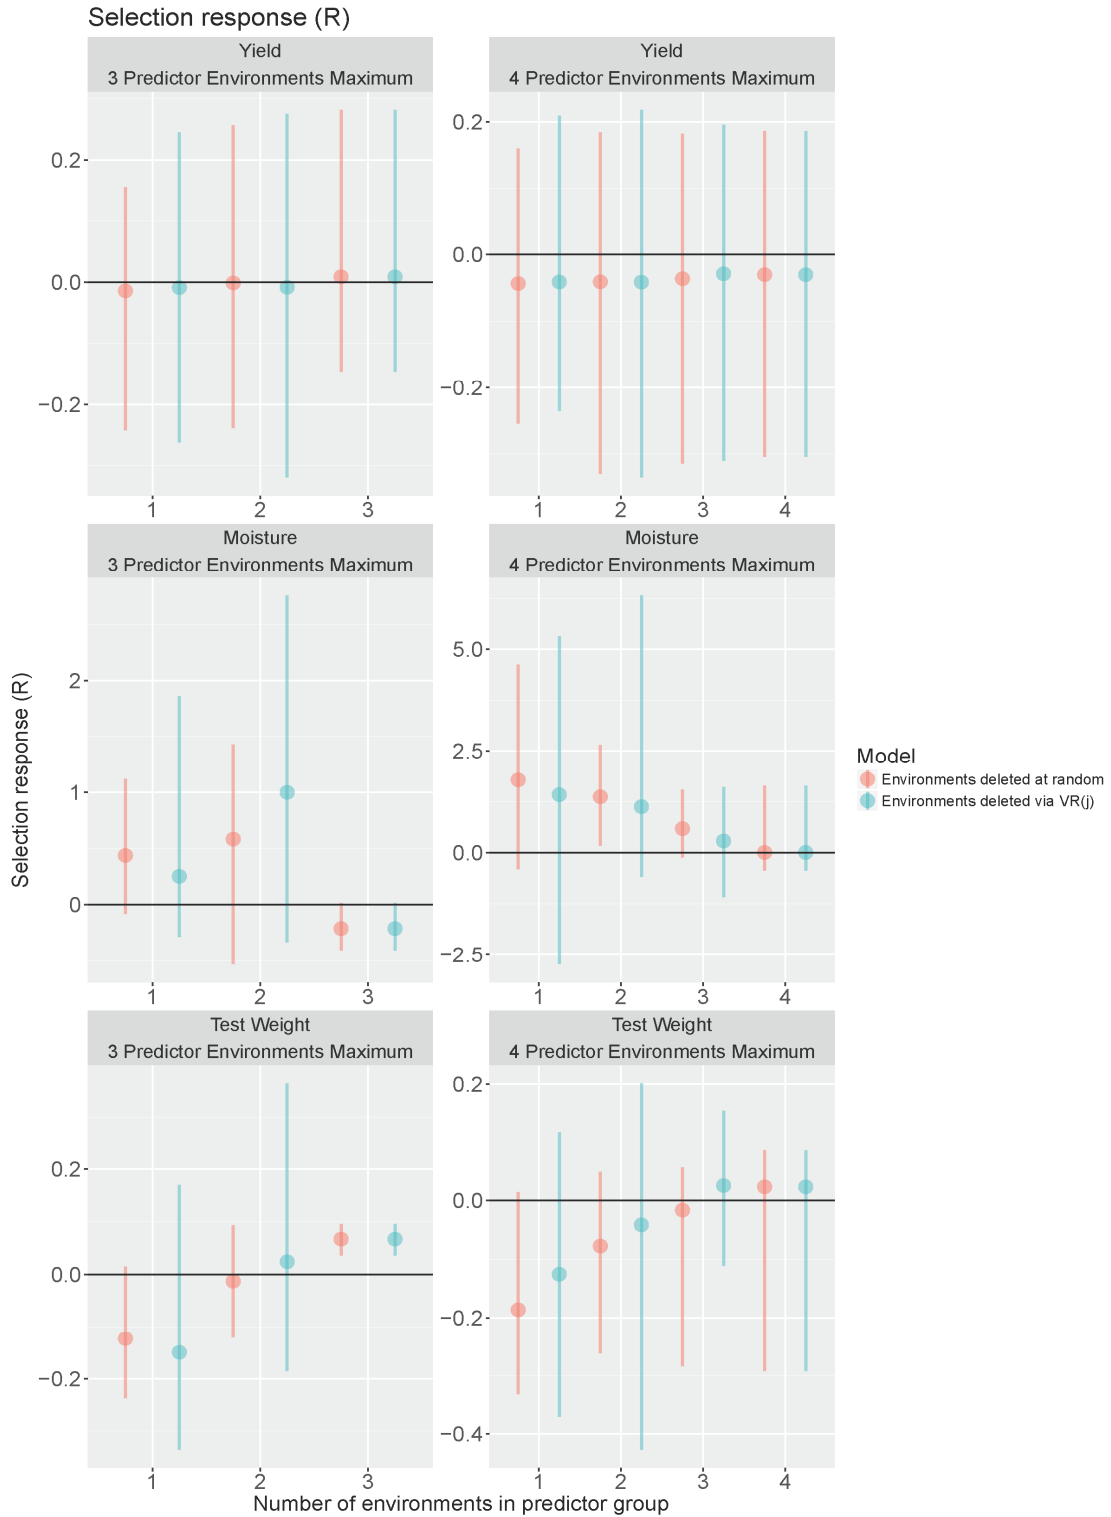 Selection response (R)
Yield
3 Predictor Environments Maximum
0.2
0.0
−0.2
1 2 3
Yield
4 Predictor Environments Maximum
0.2
0.0
−0.2
1 2 3 4
Moisture
3 Predictor Environments Maximum
2
1
0
1 2 3
Moisture
4 Predictor Environments Maximum
5.0
2.5
0.0
−2.5
1 2 3 4
Test Weight
3 Predictor Environments Maximum
0.2
0.0
−0.2
1 2 3
Test Weight
4 Predictor Environments Maximum
0.2
0.0
−0.2
−0.4
1 2 3 4
Selection response (R)
Number of environments in predictor group
Model
Environments deleted at random
Environments deleted via VR(j)